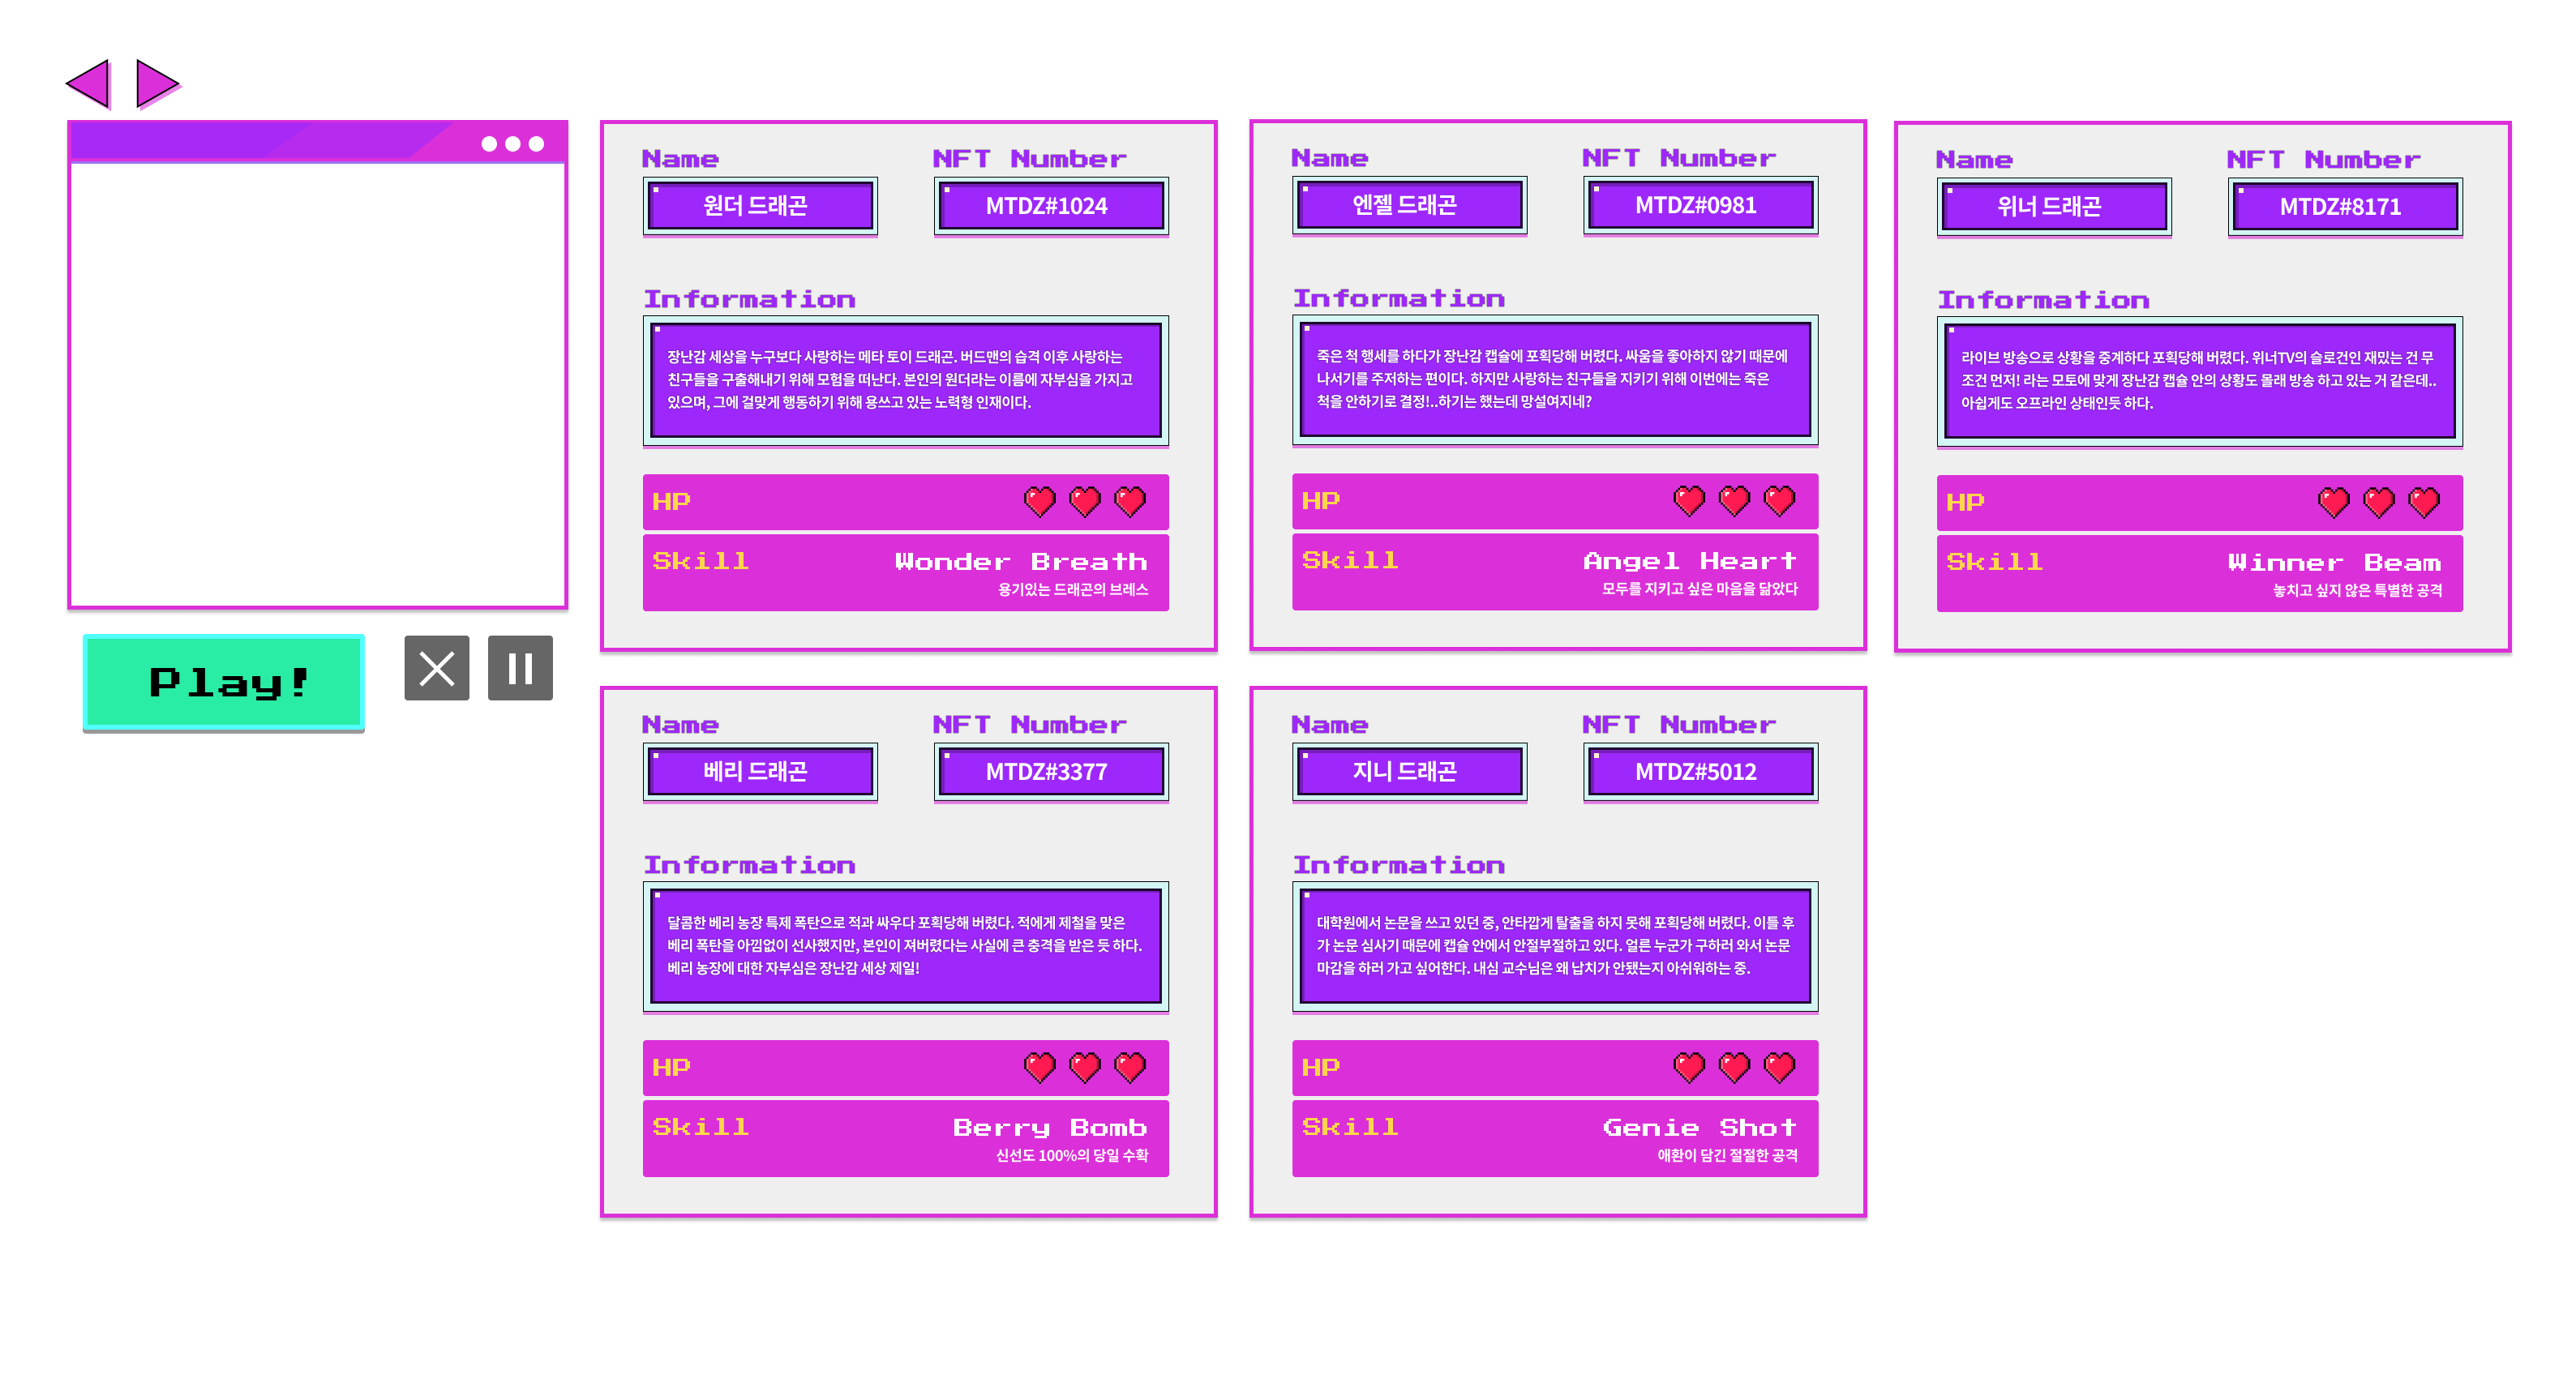 Name
NFT Number
원더 드래곤
MTDZ#1024
Information
장난감 세상을 누구보다 사랑하는 메타 토이 드래곤. 버드맨의 습격 이후 사랑하는
친구들을 구출해내기 위해 모험을 떠난다. 본인의 원더라는 이름에 자부심을 가지고
있으며, 그에 걸맞게 행동하기 위해 용쓰고 있는 노력형 인재이다.
HP
Skill
Wonder Breath
용기있는 드래곤의 브레스
Name
NFT Number
엔젤 드래곤
MTDZ#0981
Information
죽은 척 행세를 하다가 장난감 캡슐에 포획당해 버렸다. 싸움을 좋아하지 않기 때문에
나서기를 주저하는 편이다. 하지만 사랑하는 친구들을 지키기 위해 이번에는 죽은
척을 안하기로 결정!..하기는 했는데 망설여지네?
HP
Skill
Angel Heart
모두를 지키고 싶은 마음을 닮았다
Name
NFT Number
위너 드래곤
MTDZ#8171
Information
라이브 방송으로 상황을 중계하다 포획당해 버렸다. 위너TV의 슬로건인 재밌는 건 무
조건 먼저! 라는 모토에 맞게 장난감 캡슐 안의 상황도 몰래 방송 하고 있는 거 같은데..
아쉽게도 오프라인 상태인듯 하다.
HP
Skill
Winner Beam
놓치고 싶지 않은 특별한 공격
Play!
Name
NFT Number
베리 드래곤
MTDZ#3377
Information
달콤한 베리 농장 특제 폭탄으로 적과 싸우다 포획당해 버렸다. 적에게 제철을 맞은
베리 폭탄을 아낌없이 선사했지만, 본인이 져버렸다는 사실에 큰 충격을 받은 듯 하다.
베리 농장에 대한 자부심은 장난감 세상 제일!
HP
Skill
Berry Bomb
신선도 100%의 당일 수확
Name
NFT Number
지니 드래곤
MTDZ#5012
Information
대학원에서 논문을 쓰고 있던 중, 안타깝게 탈출을 하지 못해 포획당해 버렸다. 이틀 후
가 논문 심사기 때문에 캡슐 안에서 안절부절하고 있다. 얼른 누군가 구하러 와서 논문
마감을 하러 가고 싶어한다. 내심 교수님은 왜 납치가 안됐는지 아쉬워하는 중.
HP
Skill
Genie Shot
애환이 담긴 절절한 공격